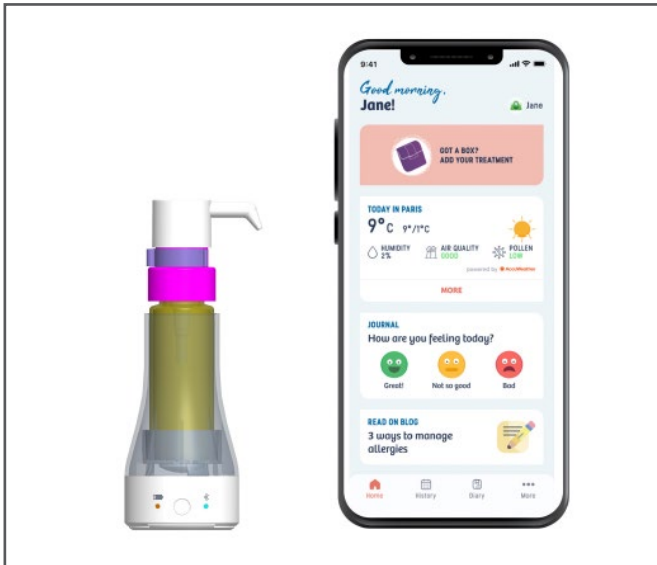 9:41
Good morning,
Jane!
Jane
GOT A BOX?
ADD YOUR TREATMENT
TODAY IN PARIS
9°C 9°/1°C
HUMIDITY
2%
AIR QUALITY
GOOD
POLLEN
LOW
powered by AccuWeather
MORE
JOURNAL
How are you feeling today?
Great!
Not so good
Bad
READ ON BLOG
3 ways to manage
allergies
Home
History
Diary
More